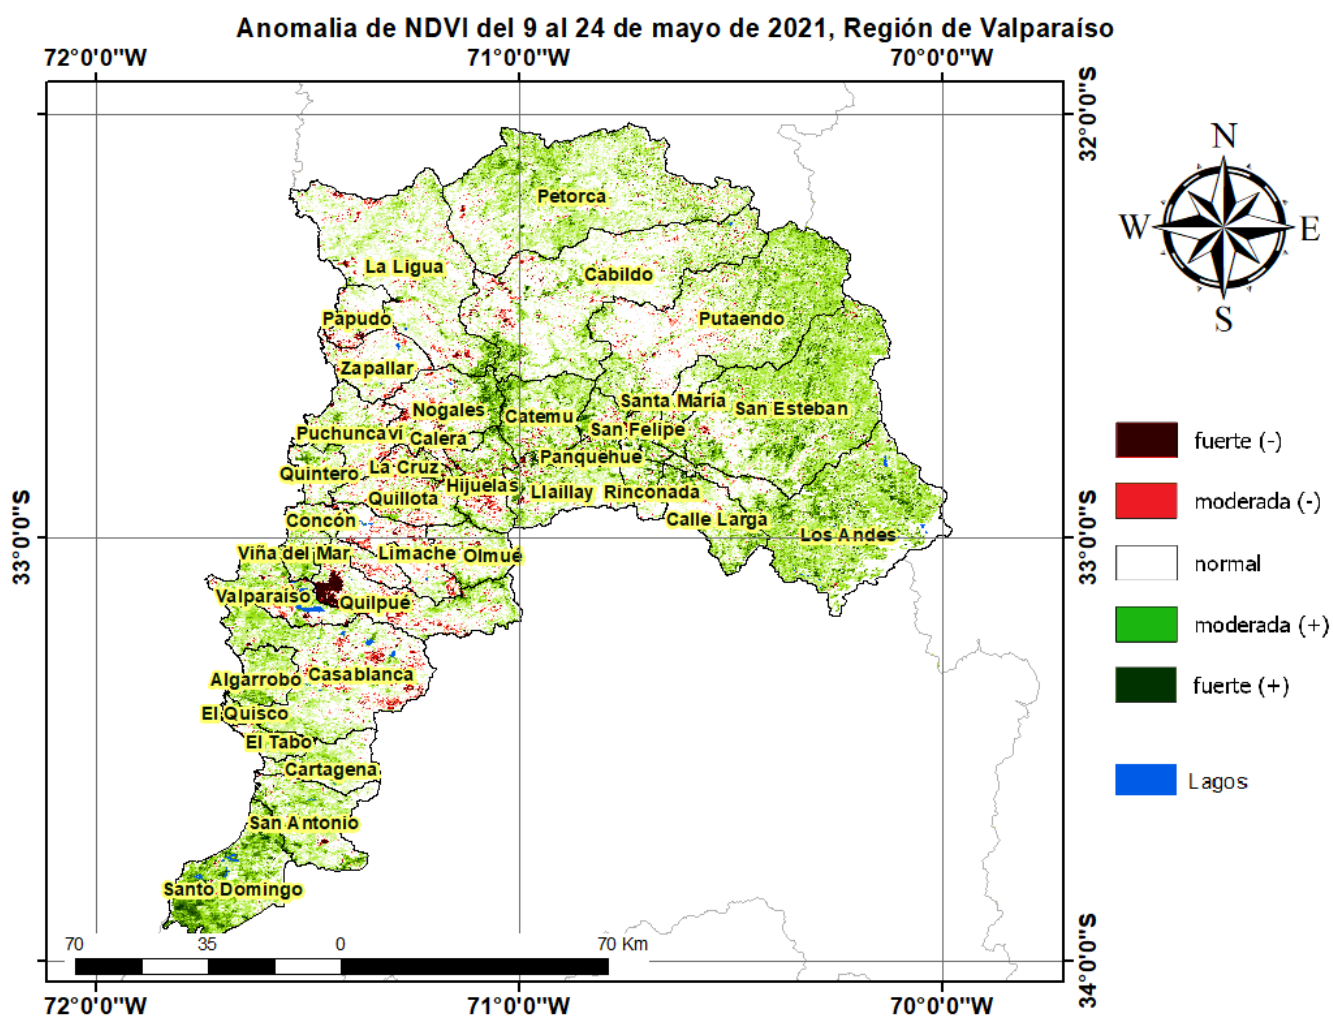 Anomalia de NDVI del 9 al 24 de mayo de 2021, Región de Valparaíso
72°0'0"W 71°0'0"W 70°0'0"W
32°0'0"S
N
W E
S
Petorca
La Ligua
Cabildo
Papudo
Putaendo
Zapallar
Santa María
Nogales
San Esteban
Catemu
Puchuncaví
San Felipe
Calera
Panquehue
La Cruz
Quintero
Hijuelas
Llaillay
Rinconada
Quillota
Concón
Calle Larga
Los Andes
33°0'0"S
33°0'0"S
Viña del Mar
Limache
Olmué
Valparaíso
Quilpué
Casablanca
Algarrobo
El Quisco
El Tabo
Cartagena
San Antonio
Santo Domingo
fuerte (-)
moderada (-)
normal
moderada (+)
fuerte (+)
Lagos
70 35 0 70 Km
34°0'0"S
72°0'0"W 71°0'0"W 70°0'0"W